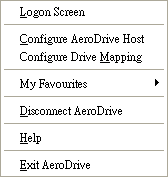 Logon Screen
Configure AeroDrive Host
Configure Drive Mapping
My Favourites
Disconnect AeroDrive
Help
Exit AeroDrive